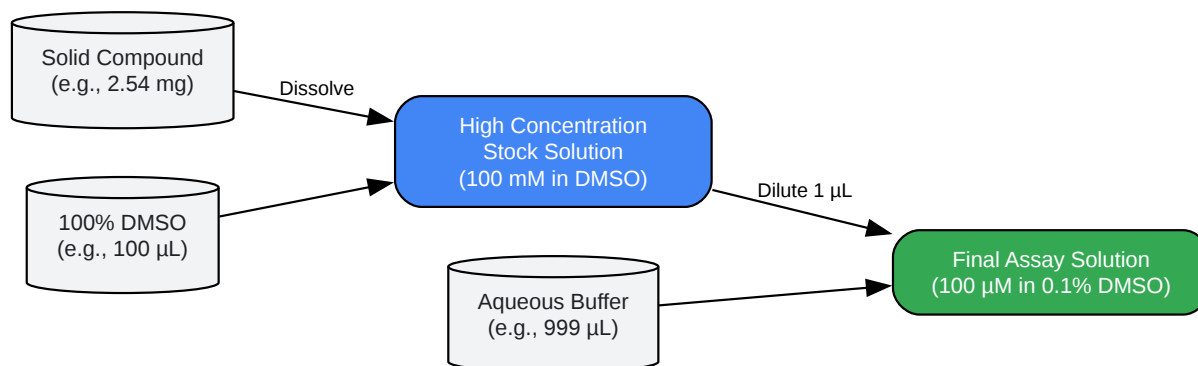 Solid Compound
(e.g., 2.54 mg)
Dissolve
High Concentration
Stock Solution
(100 mM in DMSO)
100% DMSO
(e.g., 100 µL)
Dilute 1 µL
Aqueous Buffer
(e.g., 999 µL)
Final Assay Solution
(100 µM in 0.1% DMSO)